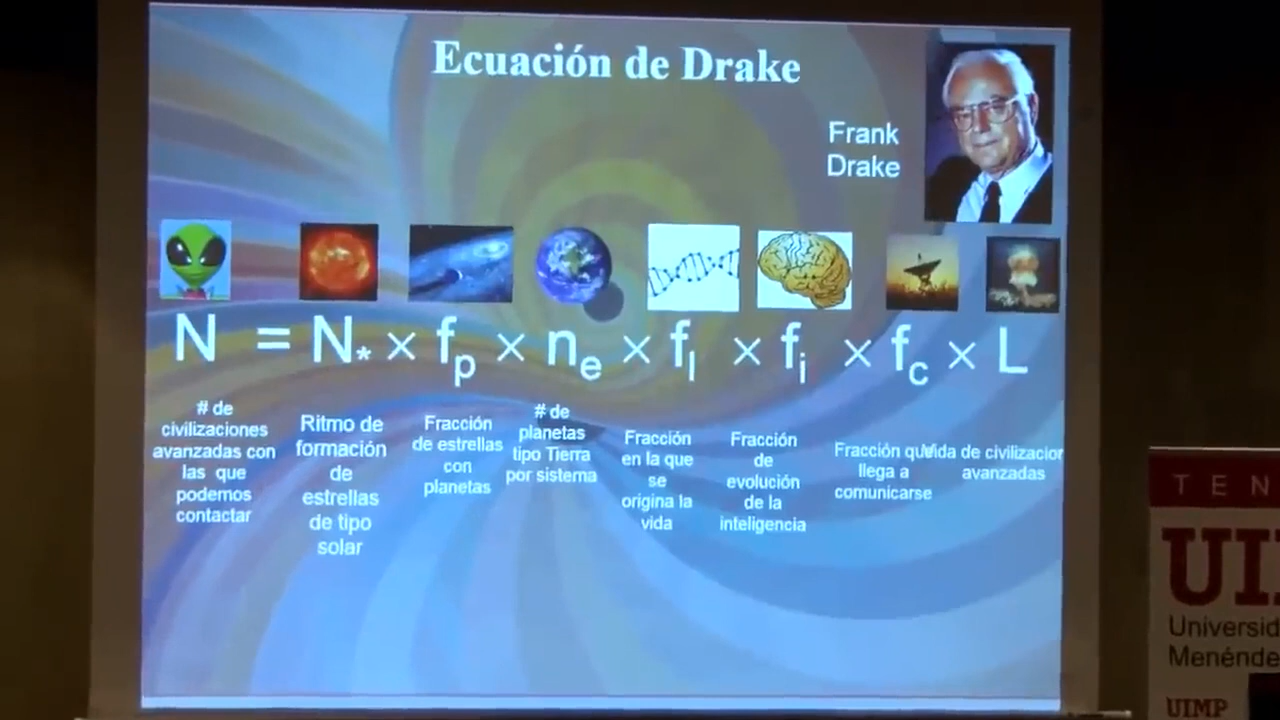 Ecuación de Drake
Frank
Drake
N = N* × fp × ne × fl × fi × fc × L
# de
civilizaciones
avanzadas con
las que
podemos
contactar
Ritmo de
formación
de
estrellas
de tipo
solar
Fracción
de estrellas
con
planetas
# de
planetas
tipo Tierra
por sistema
Fracción
en la que
se
origina la
vida
Fracción
de
evolución
de la
inteligencia
Fracción que
llega a
comunicarse
Vida de civilizacion
avanzadas
TEN
UI
Universid
Menénde
UIMP